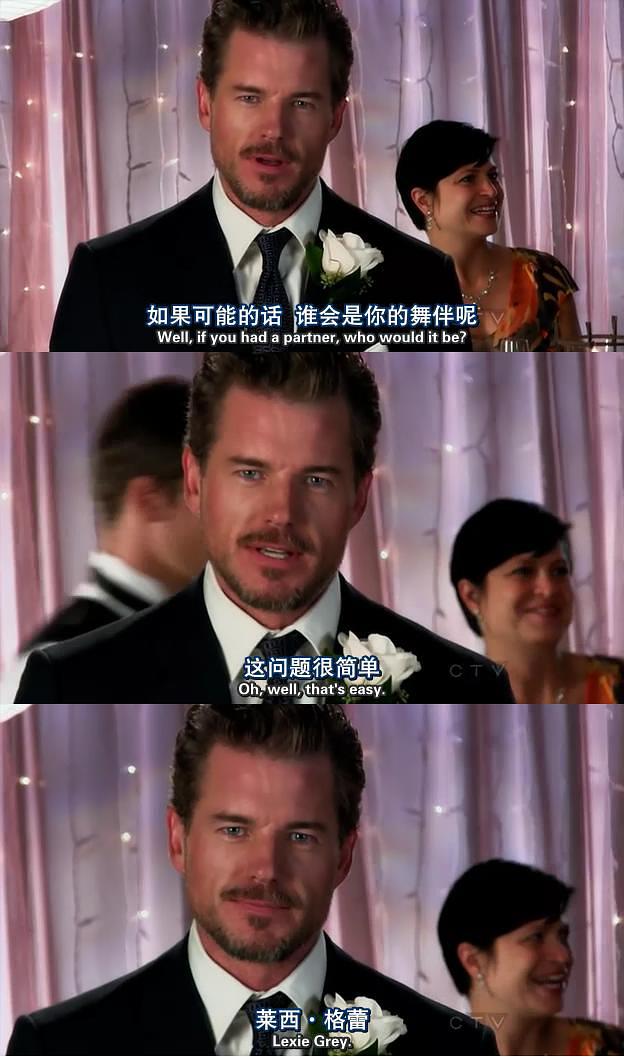 如果可能的话 谁会是你的舞伴呢
Well, if you had a partner, who would it be?
这问题很简单
CTV
Oh, well, that's easy.
莱西·格蕾
CTV
Lexie Grey.